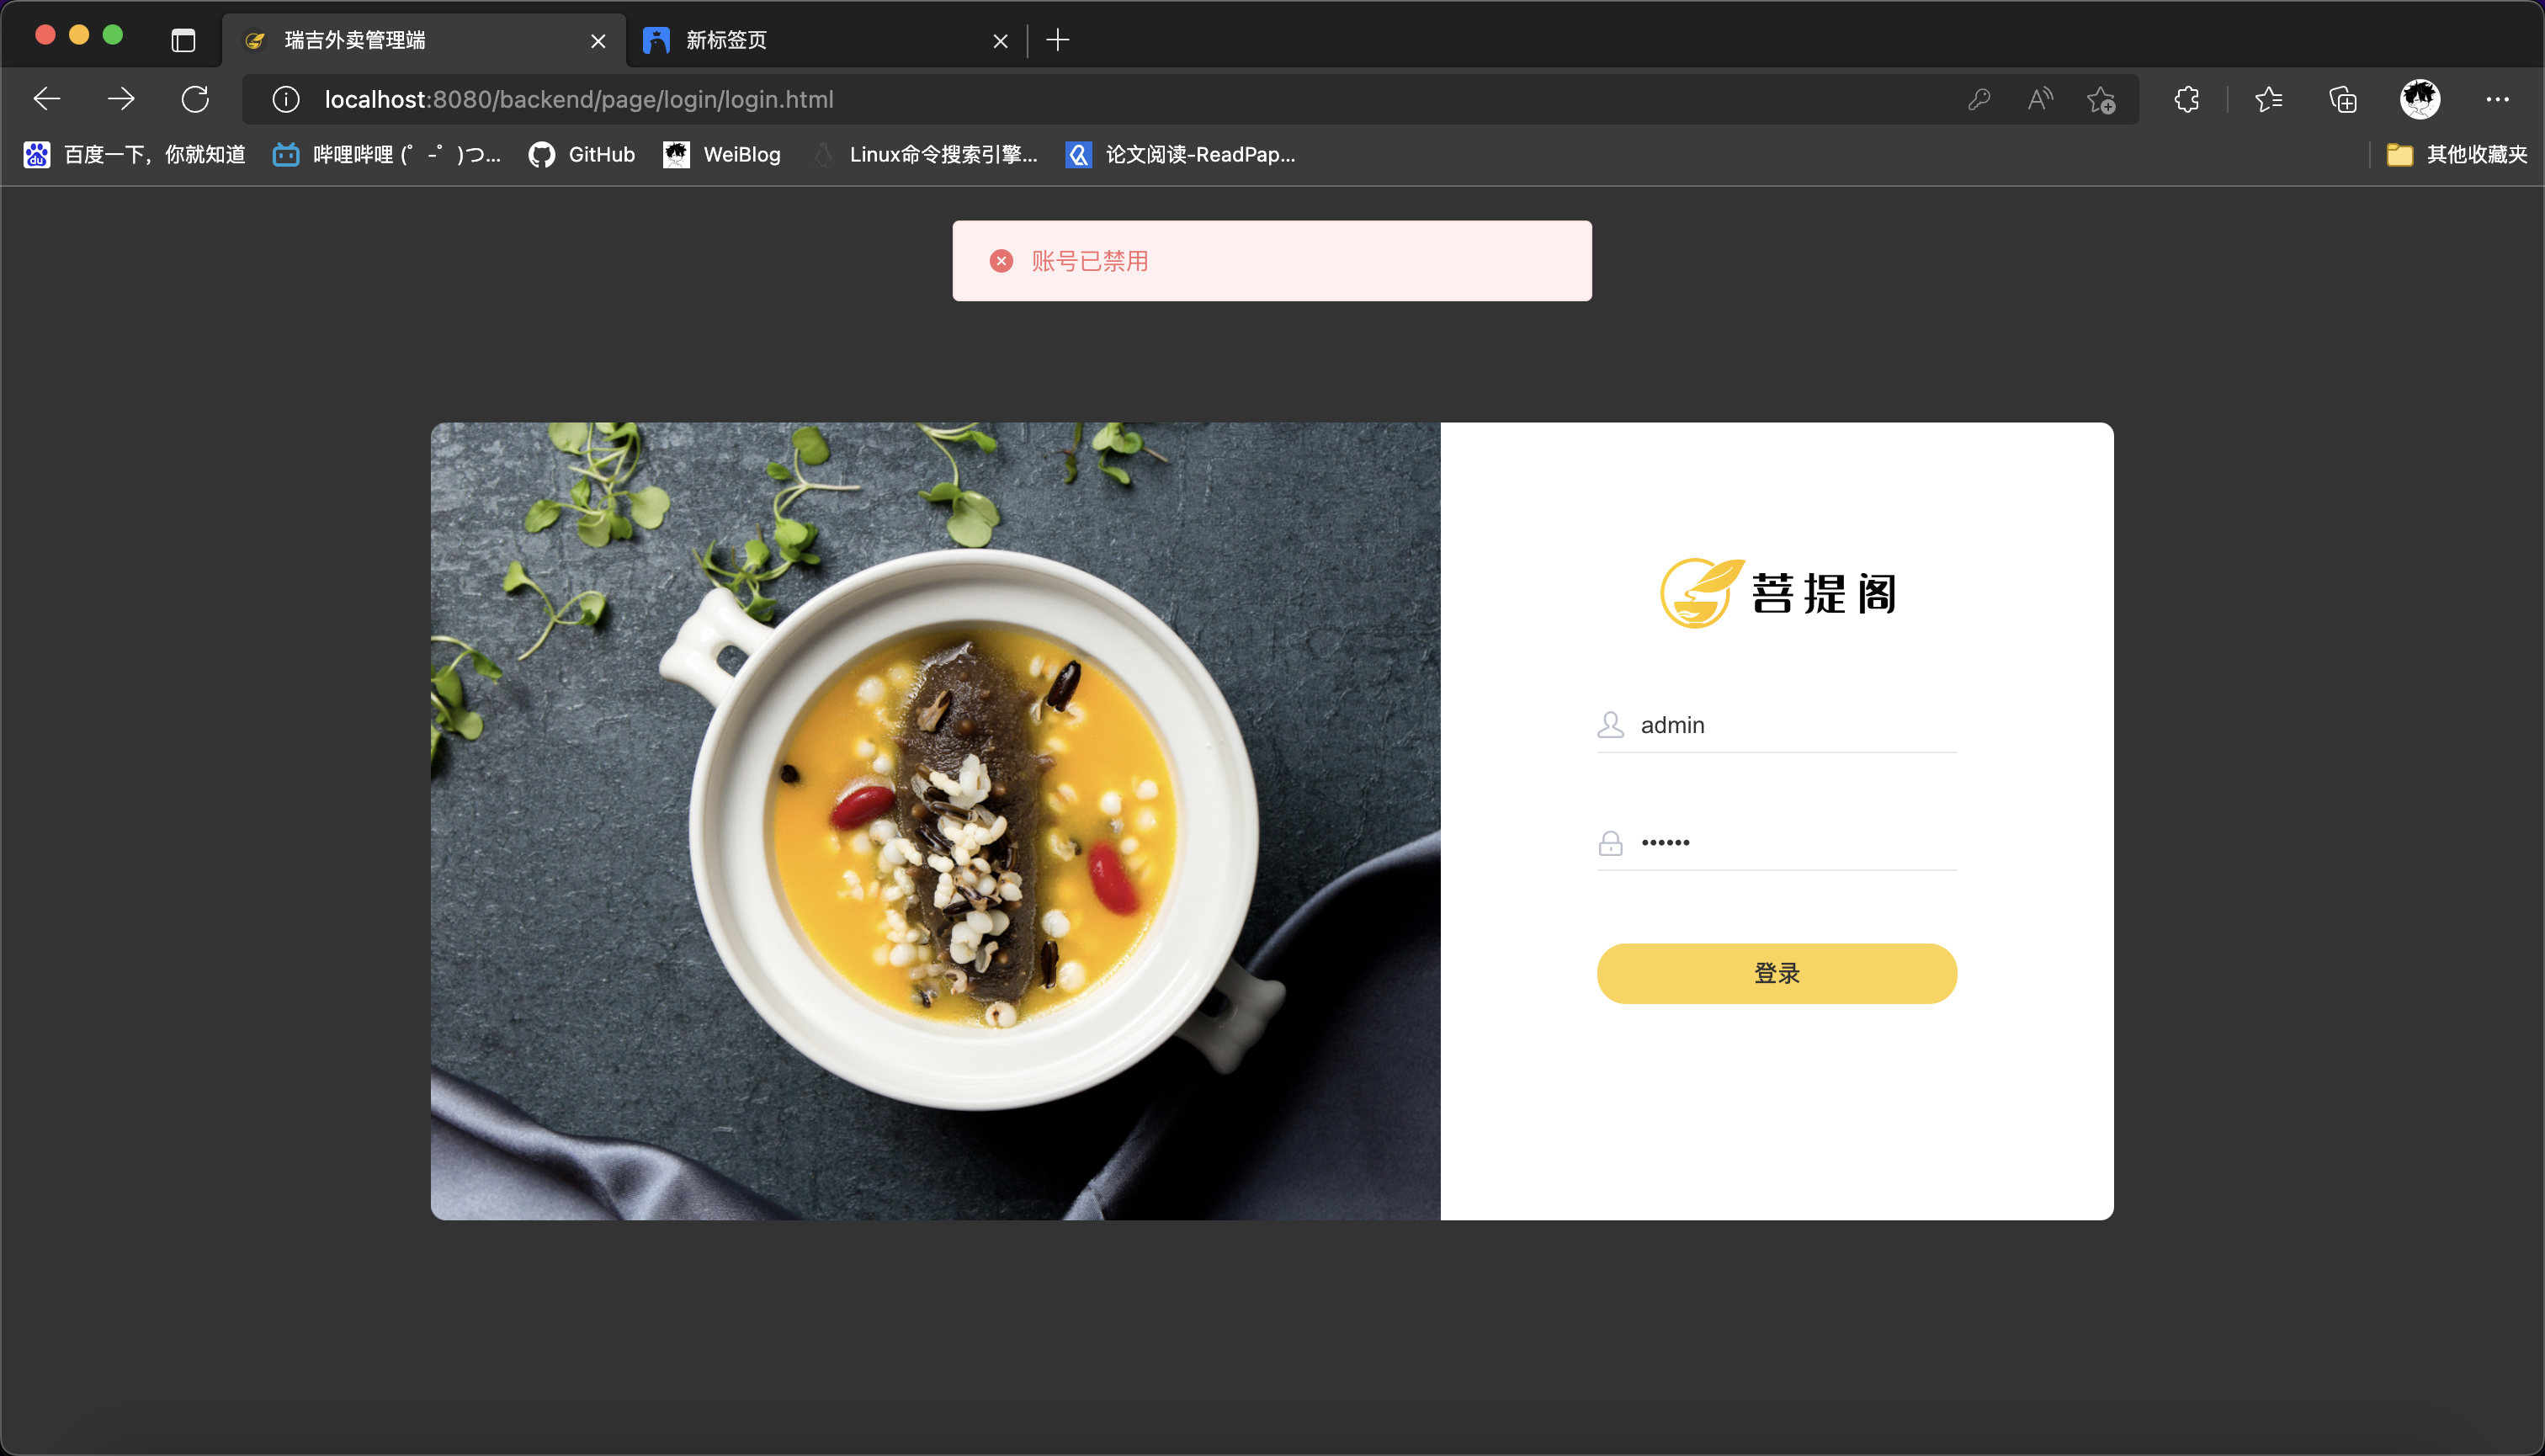 瑞吉外卖管理端
新标签页
localhost:8080/backend/page/login/login.html
百度一下，你就知道
哔哩哔哩 (゜-゜)つ...
GitHub
WeiBlog
Linux命令搜索引擎...
论文阅读-ReadPap...
其他收藏夹
账号已禁用
菩提阁
admin
••••••
登录